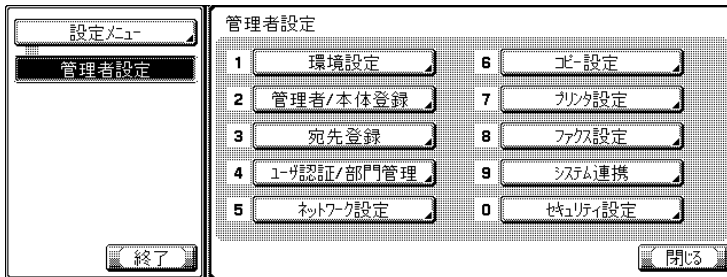 設定ﾒﾆｭｰ
管理者設定
終了
管理者設定
1 環境設定
2 管理者/本体登録
3 宛先登録
4 ﾕｰｻﾞ認証/部門管理
5 ﾈｯﾄﾜｰｸ設定
6 ｺﾋﾟｰ設定
7 ﾌﾟﾘﾝﾀ設定
8 ﾌｧｸｽ設定
9 ｼｽﾃﾑ連携
0 ｾｷｭﾘﾃｨ設定
閉じる